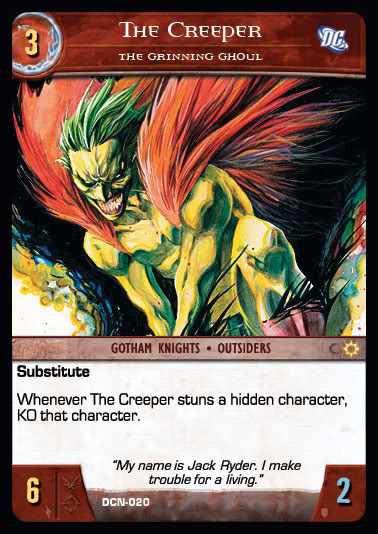 3
The Creeper
DC
the grinning ghoul
GOTHAM KNIGHTS • OUTSIDERS
C
Substitute
Whenever The Creeper stuns a hidden character,
KO that character.
"My name is Jack Ryder. I make
trouble for a living."
6
DCN-020
2